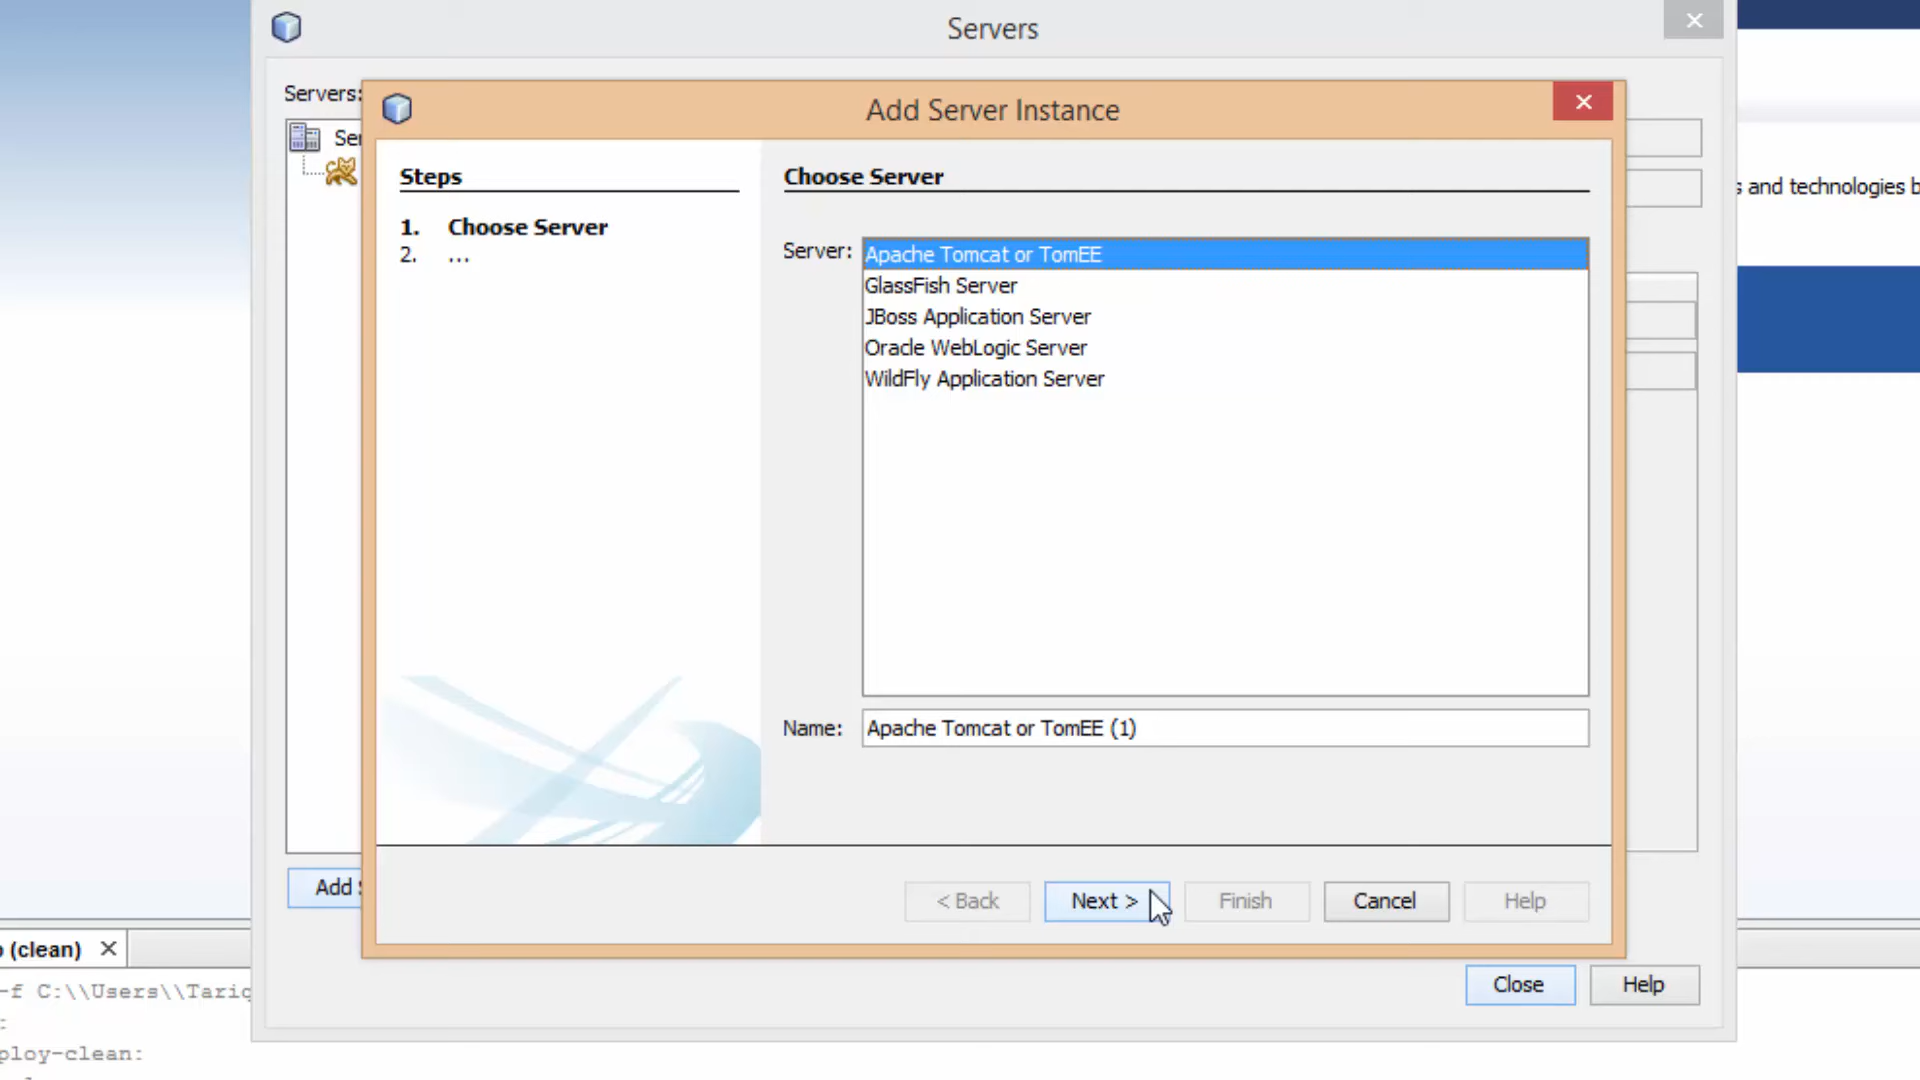 Servers
Servers:
Add Server Instance
Ser
Steps
Choose Server
1. Choose Server
2. ...
Server:
Apache Tomcat or TomEE
GlassFish Server
JBoss Application Server
Oracle WebLogic Server
WildFly Application Server
s and technologies b
Name: Apache Tomcat or TomEE (1)
Add
< Back
Next >
Finish
Cancel
Help
(clean)
-f C:\\Users\\Tariq
:
ploy-clean:
Close
Help